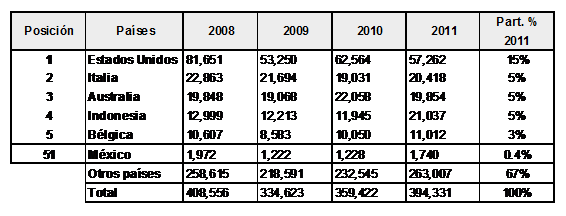 Posición Países 2008 2009 2010 2011 Part. % 2011
1 Estados Unidos 81,651 53,250 62,564 57,262 15%
2 Italia 22,863 21,694 19,031 20,418 5%
3 Australia 19,848 19,068 22,058 19,854 5%
4 Indonesia 12,999 12,213 11,945 21,037 5%
5 Bélgica 10,607 8,583 10,050 11,012 3%
51 México 1,972 1,222 1,228 1,740 0.4%
Otros países 258,615 218,591 232,545 263,007 67%
Total 408,556 334,623 359,422 394,331 100%